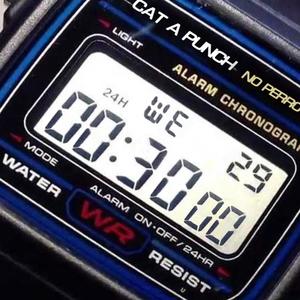 CAT A PUNCH
LIGHT
ALARM CHRONOGRA
NO PERRO
24H WE 29
00:30 00
MODE
WATER WR RESIST
ALARM ON·OFF/24HR